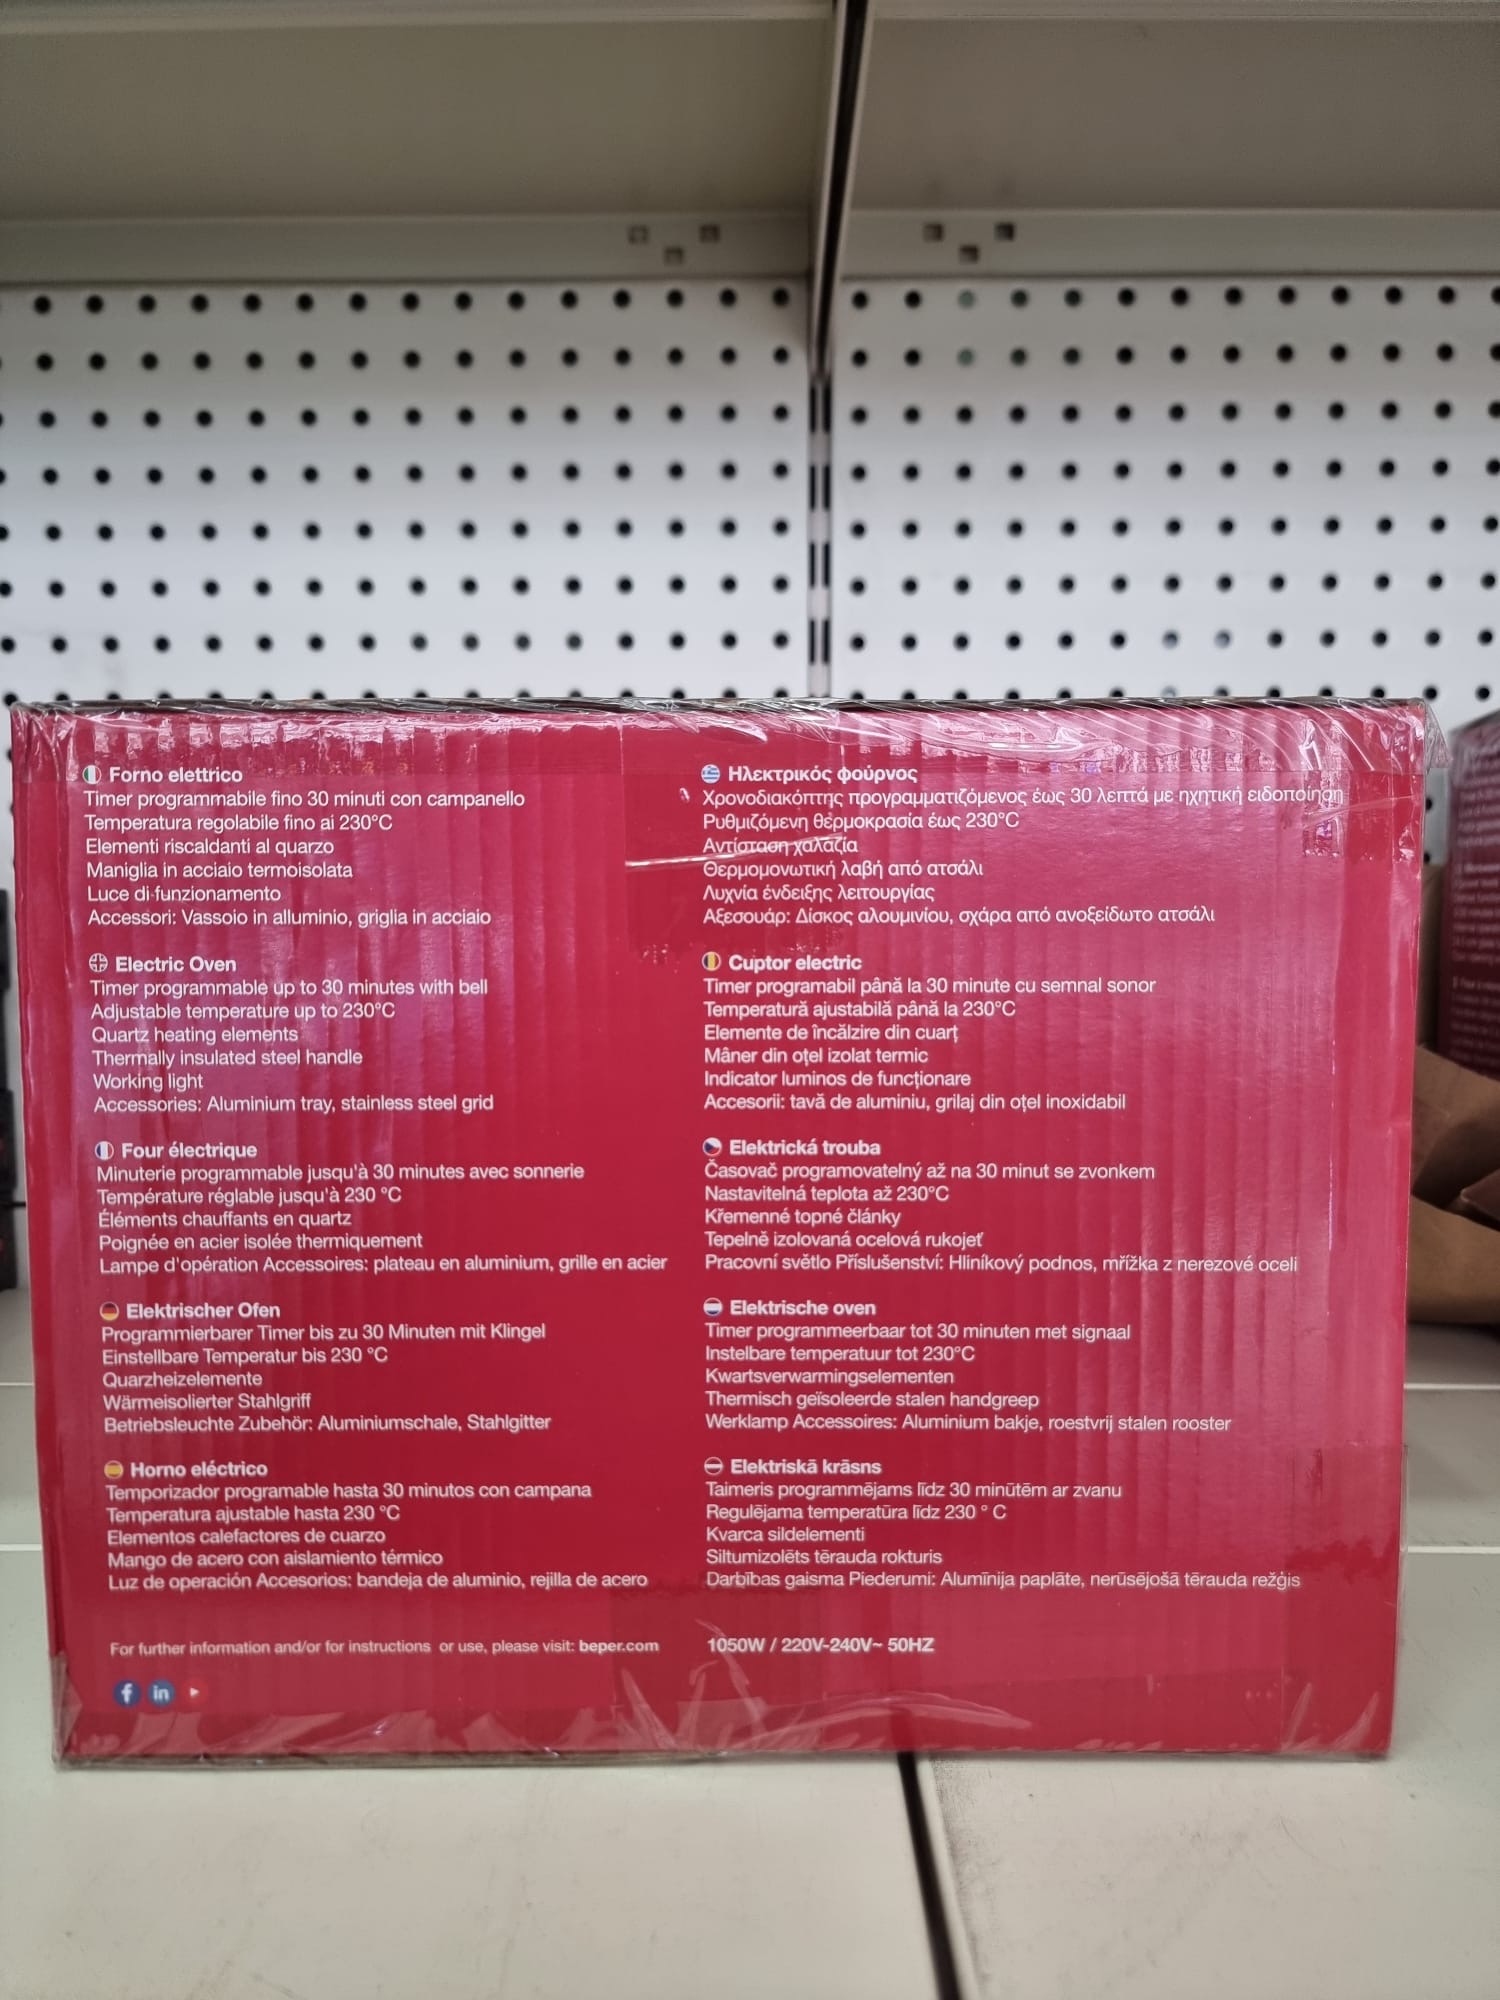 Forno elettrico
Timer programmabile fino 30 minuti con campanello
Temperatura regolabile fino ai 230°C
Elementi riscaldanti al quarzo
Maniglia in acciaio termoisolata
Luce di funzionamento
Accessori: Vassoio in alluminio, griglia in acciaio
Electric Oven
Timer programmable up to 30 minutes with bell
Adjustable temperature up to 230°C
Quartz heating elements
Thermally insulated steel handle
Working light
Accessories: Aluminium tray, stainless steel grid
Four électrique
Minuterie programmable jusqu'à 30 minutes avec sonnerie
Température réglable jusqu'à 230 °C
Éléments chauffants en quartz
Poignée en acier isolée thermiquement
Lampe d'opération Accessoires: plateau en aluminium, grille en acier
Elektrischer Ofen
Programmierbarer Timer bis zu 30 Minuten mit Klingel
Einstellbare Temperatur bis 230 °C
Quarzheizelemente
Wärmeisolierter Stahlgriff
Betriebsleuchte Zubehör: Aluminiumschale, Stahlgitter
Horno eléctrico
Temporizador programable hasta 30 minutos con campana
Temperatura ajustable hasta 230 °C
Elementos calefactores de cuarzo
Mango de acero con aislamiento térmico
Luz de operación Accesorios: bandeja de aluminio, rejilla de acero
For further information and/or for instructions or use, please visit: beper.com
Ηλεκτρικός φούρνος
Χρονοδιακόπτης προγραμματιζόμενος έως 30 λεπτά με ηχητική ειδοποίηση
Ρυθμιζόμενη θερμοκρασία έως 230°C
Αντίσταση χαλαζία
Θερμομονωτική λαβή από ατσάλι
Λυχνία ένδειξης λειτουργίας
Αξεσουάρ: Δίσκος αλουμινίου, σχάρα από ανοξείδωτο ατσάλι
Cuptor electric
Timer programabil până la 30 minute cu semnal sonor
Temperatură ajustabilă până la 230°C
Elemente de încălzire din cuarț
Mâner din oțel izolat termic
Indicator luminos de funcționare
Accesorii: tavă de aluminiu, grilaj din oțel inoxidabil
Elektrická trouba
Časovač programovatelný až na 30 minut se zvonkem
Nastavitelná teplota až 230°C
Křemenné topné články
Tepelně izolovaná ocelová rukojeť
Pracovní světlo Příslušenství: Hliníkový podnos, mřížka z nerezové oceli
Elektrische oven
Timer programmeerbaar tot 30 minuten met signaal
Instelbare temperatuur tot 230°C
Kwartsverwarmingselementen
Thermisch geïsoleerde stalen handgreep
Werklamp Accessoires: Aluminium bakje, roestvrij stalen rooster
Elektriskā krāsns
Taimeris programmējams līdz 30 minūtēm ar zvanu
Regulējama temperatūra līdz 230 ° C
Kvarca sildelementi
Siltumizolēts tērauda rokturis
Darbības gaisma Piederumi: Alumīnija paplāte, nerūsējošā tērauda režģis
1050W / 220V-240V~ 50HZ